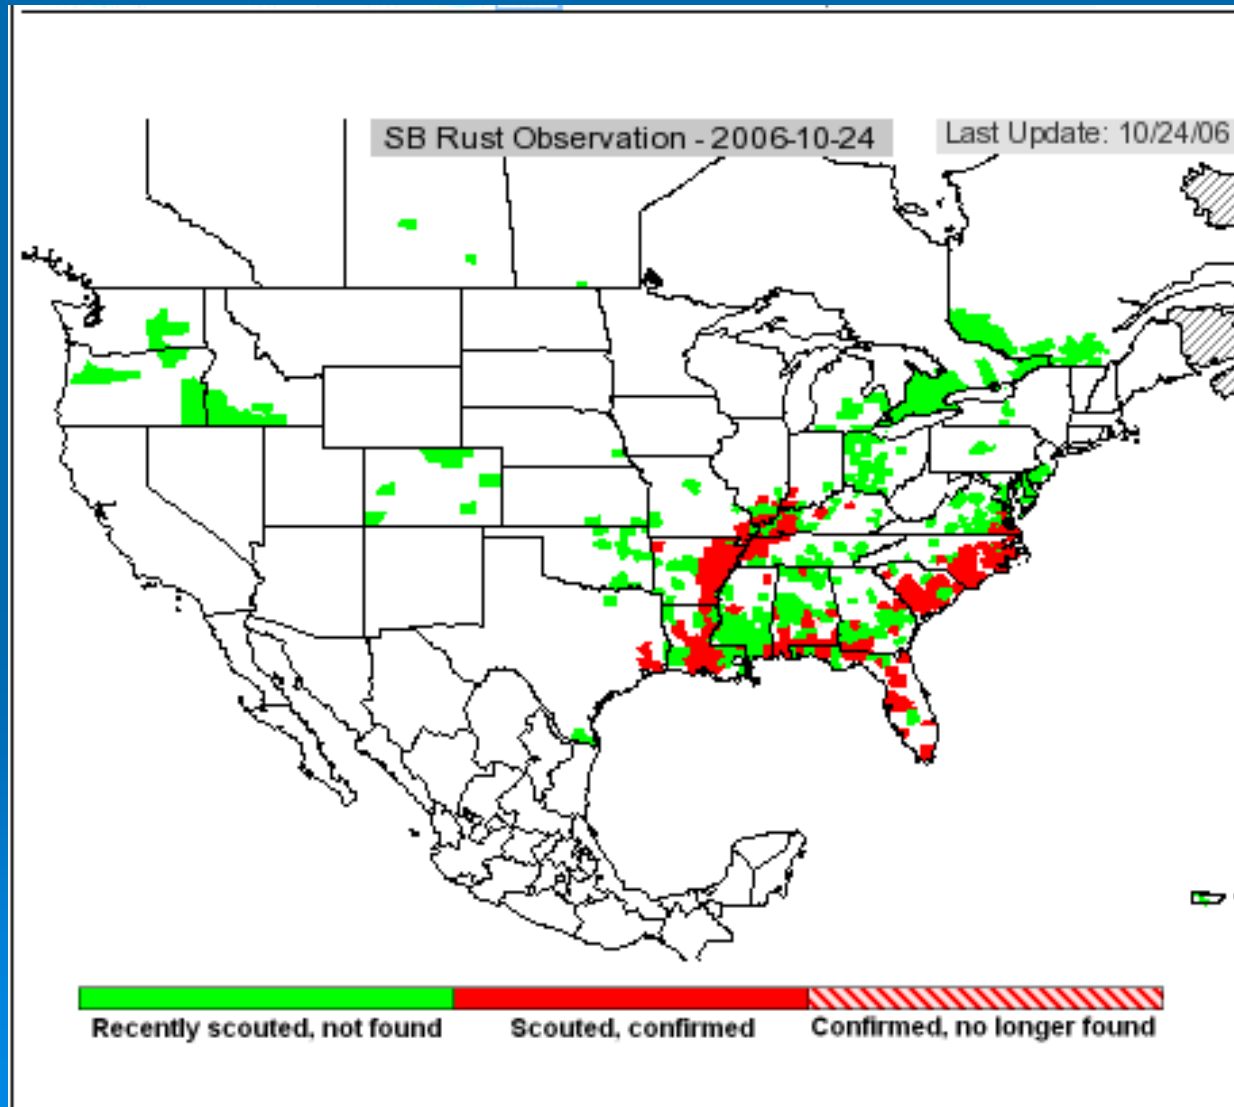 SB Rust Observation - 2006-10-24
Last Update: 10/24/06
Recently scouted, not found
Scouted, confirmed
Confirmed, no longer found